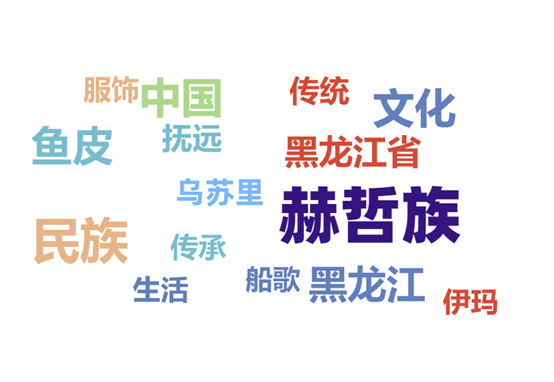 服饰
中国
传统
文化
鱼皮
抚远
黑龙江省
乌苏里
赫哲族
民族
传承
生活
船歌
黑龙江
伊玛